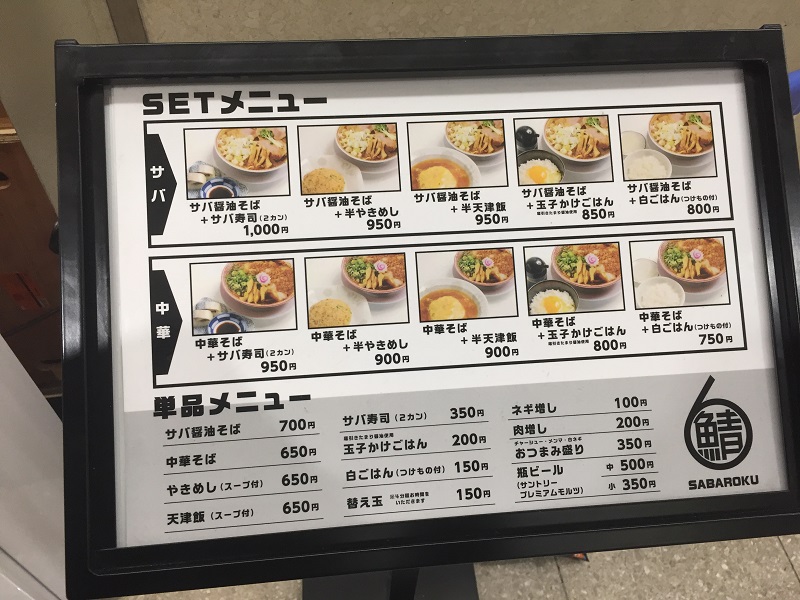 SETメニュー
サバ
サバ醤油そば
+サバ寿司(2カン)
1,000円
サバ醤油そば
+半やきめし
950円
サバ醤油そば
+半天津飯
950円
サバ醤油そば
+玉子かけごはん
850円
サバ醤油そば
+白ごはん(つけもの付)
800円
中華
中華そば
+サバ寿司(2カン)
950円
中華そば
+半やきめし
900円
中華そば
+半天津飯
900円
中華そば
+玉子かけごはん
800円
中華そば
+白ごはん(つけもの付)
750円
単品メニュー
サバ醤油そば 700円
中華そば 650円
やきめし(スープ付) 650円
天津飯(スープ付) 650円
サバ寿司(2カン) 350円
玉子かけごはん 200円
白ごはん(つけもの付) 150円
替え玉 150円
ネギ増し 100円
肉増し 200円
チャーシュー・メンマ・白ネギ
おつまみ盛り 350円
瓶ビール 中 500円
(サントリー
プレミアムモルツ) 小 350円
鯖
SABAROKU